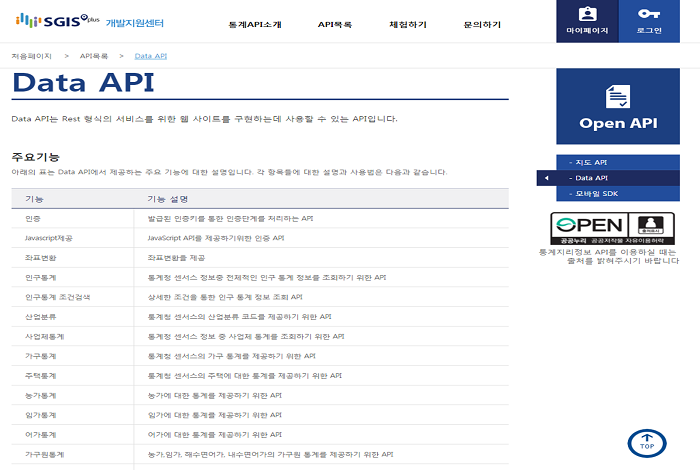 SGIS plus 개발지원센터
통계API소개 API목록 체험하기 문의하기
마이페이지 로그인
처음페이지 > API목록 > Data API
Data API
Data API는 Rest 형식의 서비스를 위한 웹 사이트를 구현하는데 사용할 수 있는 API입니다.
주요기능
아래의 표는 Data API에서 제공하는 주요 기능에 대한 설명입니다. 각 항목들에 대한 설명과 사용법은 다음과 같습니다.
기능 기능 설명
인증 발급된 인증키를 통한 인증단계를 처리하는 API
Javascript제공 JavaScript API를 제공하기위한 인증 API
좌표변환 좌표변환을 제공
인구통계 통계청 센서스 정보중 전체적인 인구 통계 정보를 조회하기 위한 API
인구통계 조건검색 상세한 조건을 통한 인구 통계 정보 조회 API
산업분류 통계청 센서스의 산업분류 코드를 제공하기 위한 API
사업체통계 통계청 센서스 정보 중 사업체 통계를 조회하기 위한 API
가구통계 통계청 센서스의 가구 통계를 제공하기 위한 API
주택통계 통계청 센서스의 주택에 대한 통계를 제공하기 위한 API
농가통계 농가에 대한 통계를 제공하기 위한 API
임가통계 임가에 대한 통계를 제공하기 위한 API
어가통계 어가에 대한 통계를 제공하기 위한 API
가구원통계 농가,임가, 해수면어가, 내수면어가의 가구원 통계를 제공하기 위한 API
Open API
- 지도 API
- Data API
- 모바일 SDK
OPEN 출처표시
공공누리 공공저작물 자유이용허락
통계지리정보 API를 이용하실 때는
출처를 밝혀주시기 바랍니다
TOP